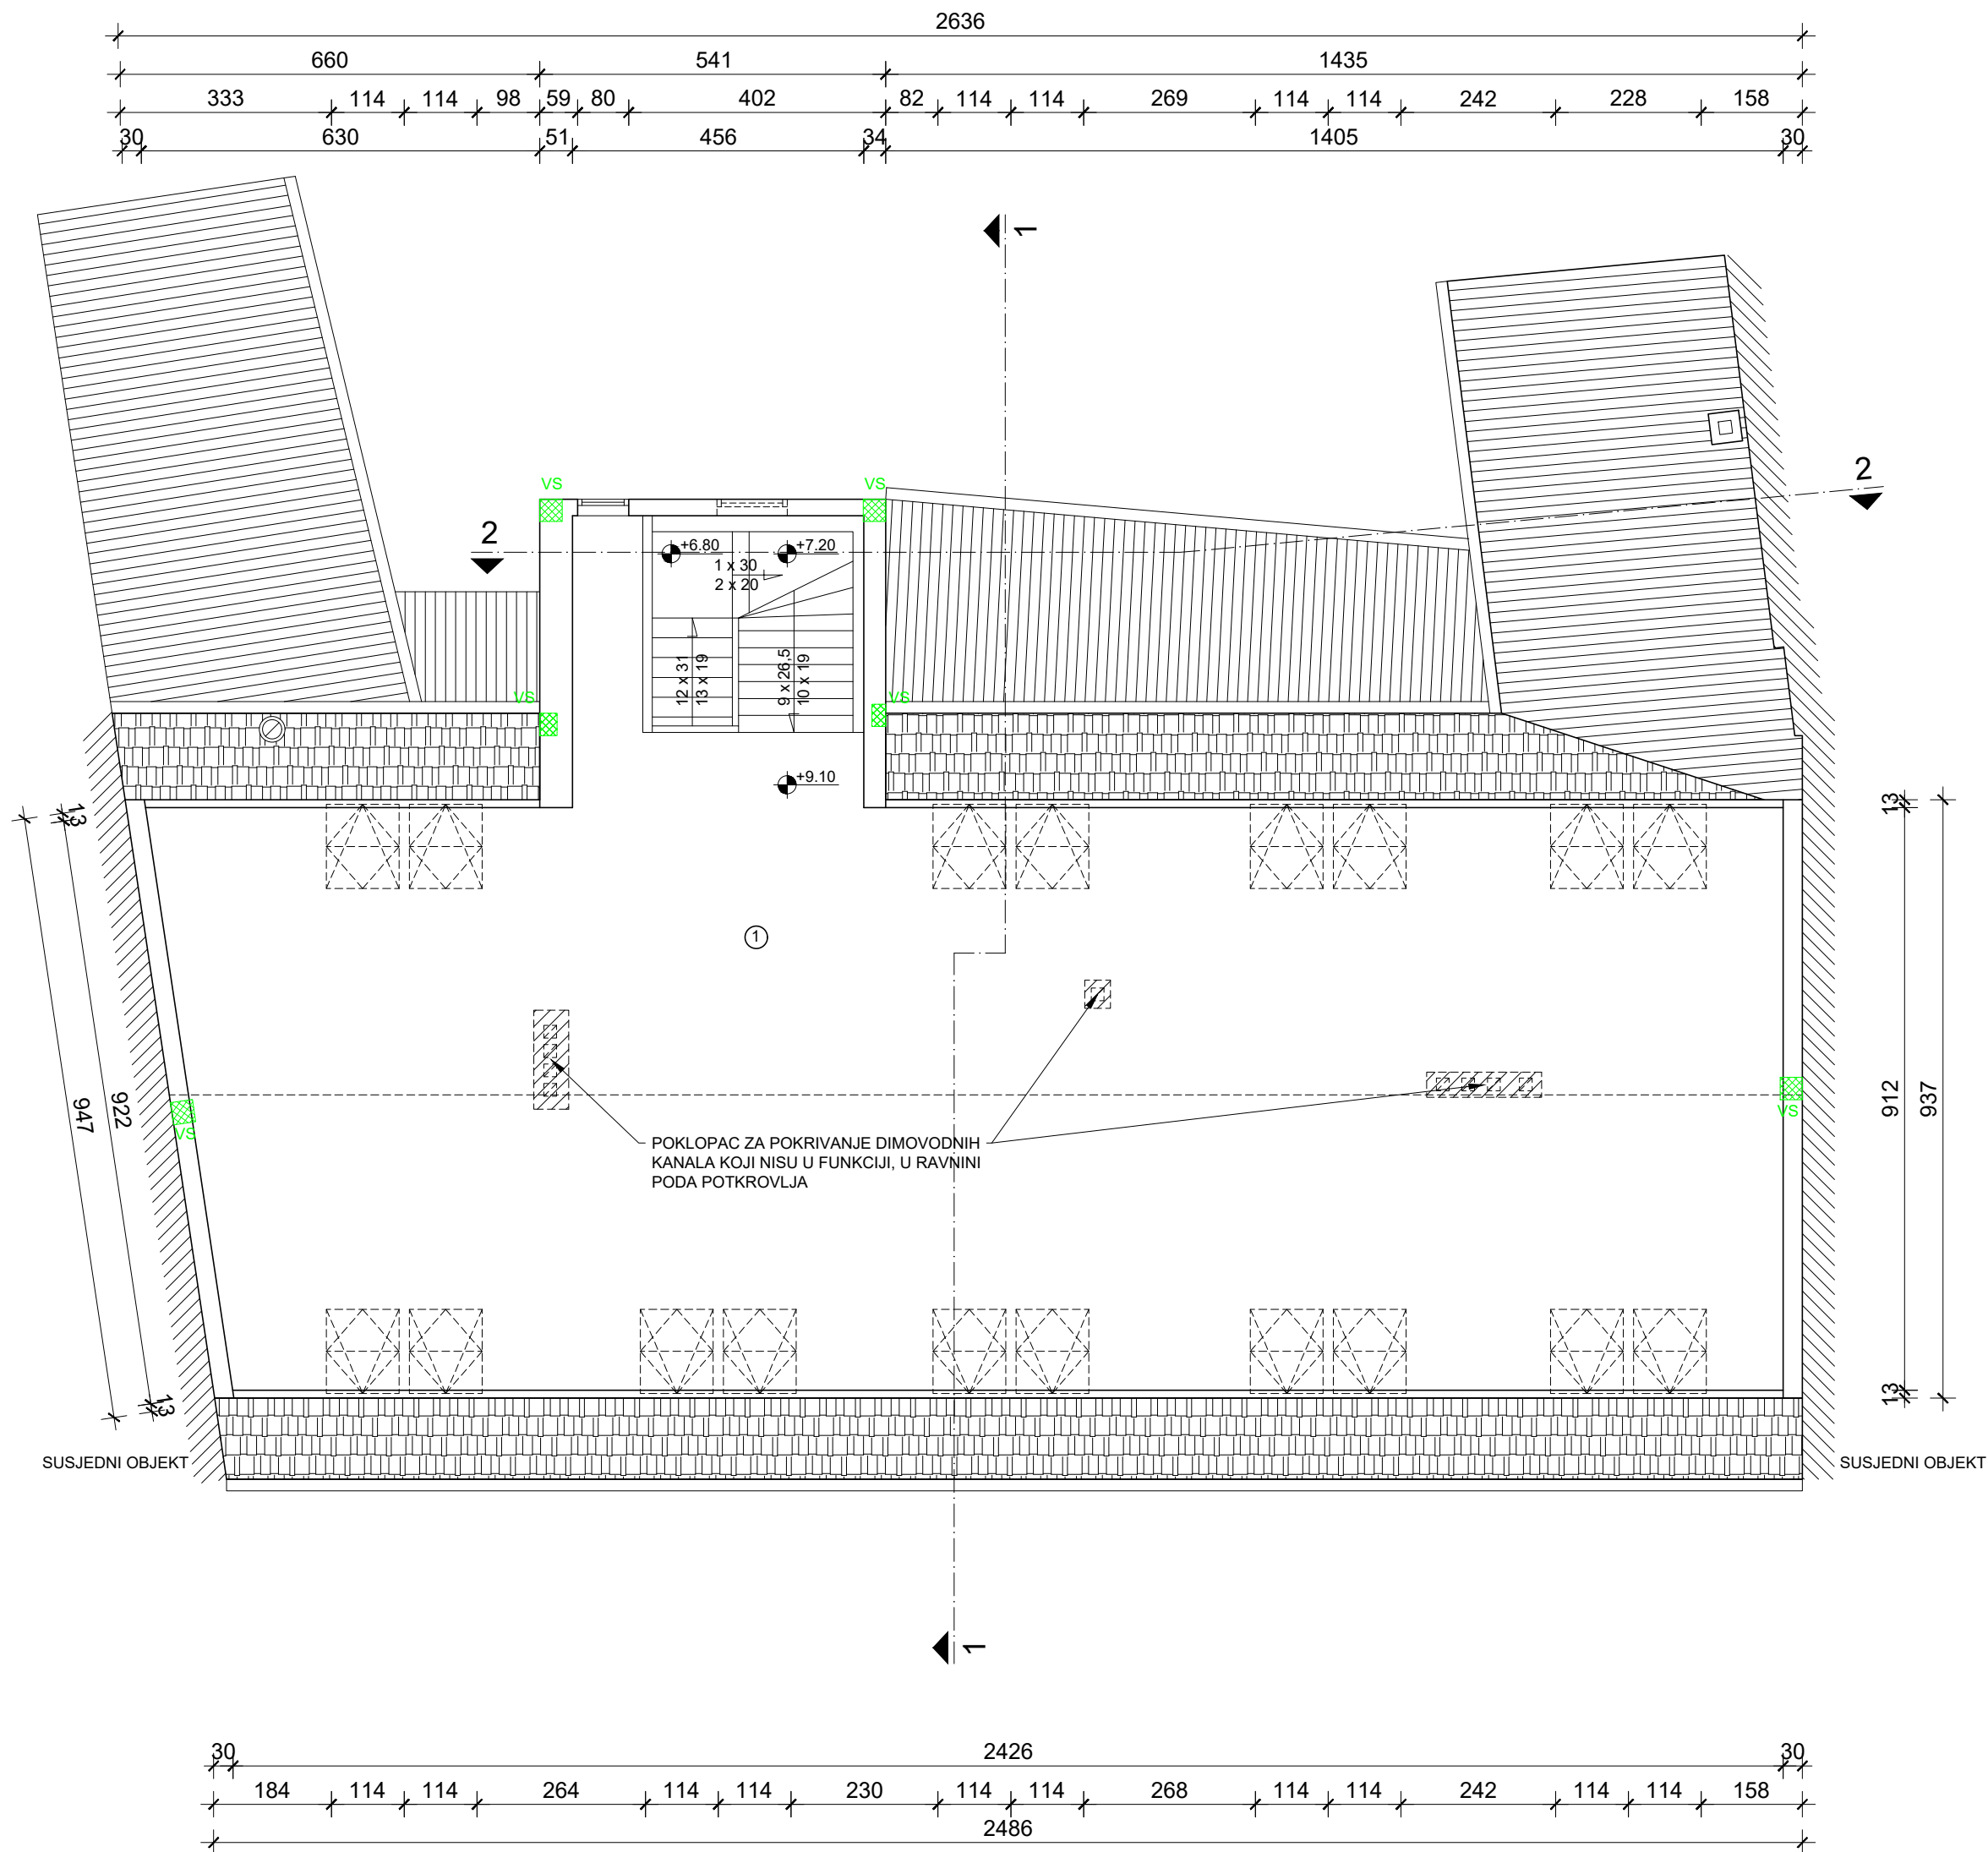 2636
660 541 1435
333 114 114 98 59 80 402 82 114 114 269 114 114 242 228 158
30 630 51 456 34 1405 30
1
2
VS VS
2
+6.80 +7.20
1 x 30
2 x 20
12 x 31
13 x 19
9 x 26,5
10 x 19
VS VS
+9.10
13
13
1
922
947
912
937
VS
VS
POKLOPAC ZA POKRIVANJE DIMOVODNIH
KANALA KOJI NISU U FUNKCIJI, U RAVNINI
PODA POTKROVLJA
13
13
SUSJEDNI OBJEKT
SUSJEDNI OBJEKT
1
30 2426 30
184 114 114 264 114 114 230 114 114 268 114 114 242 114 114 158
2486